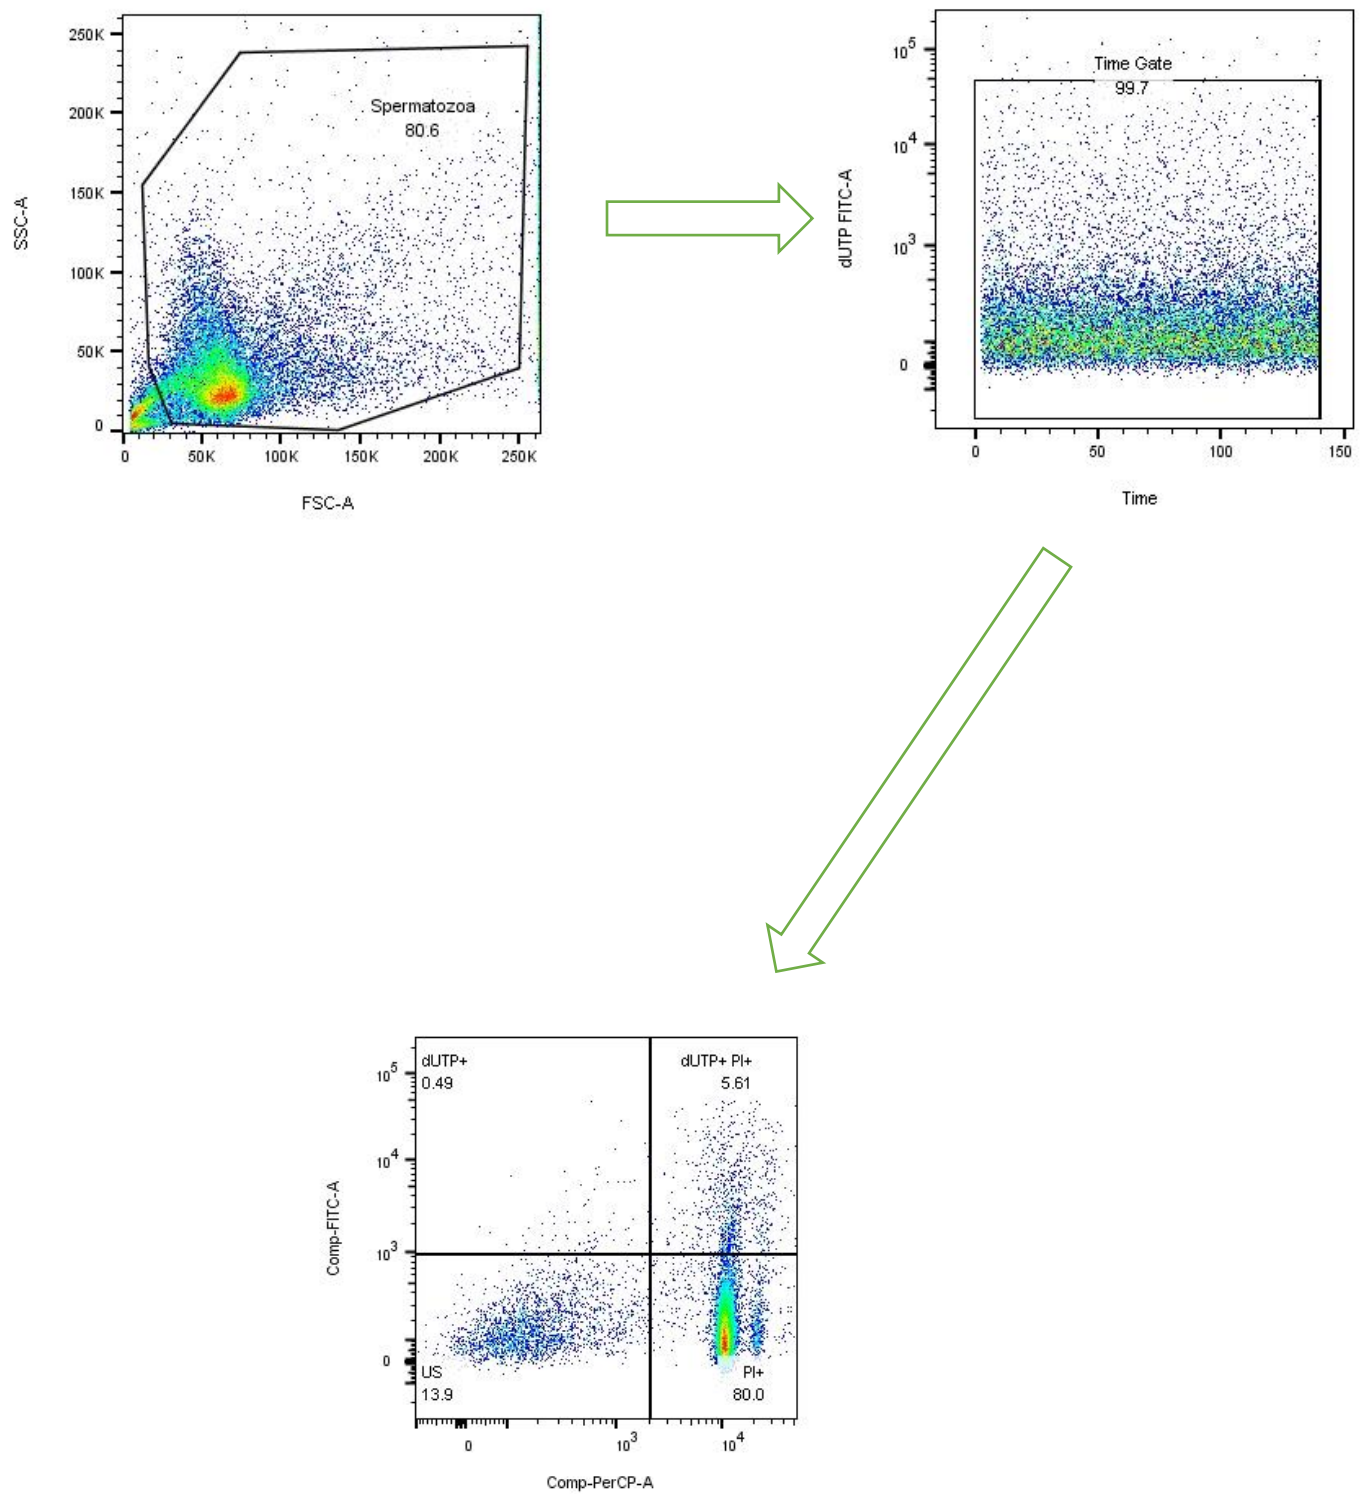 250K
200K
150K
100K
50K
0
SSC-A
Spermatozoa
80.6
0
50K
100K
150K
200K
250K
FSC-A
10^5
10^4
10^3
0
dUTP FITC-A
Time Gate
99.7
0
50
100
150
Time
10^5
10^4
10^3
0
Comp-FITC-A
dUTP+
0.49
dUTP+ PI+
5.61
US
13.9
PI+
80.0
0
10^3
10^4
Comp-PerCP-A